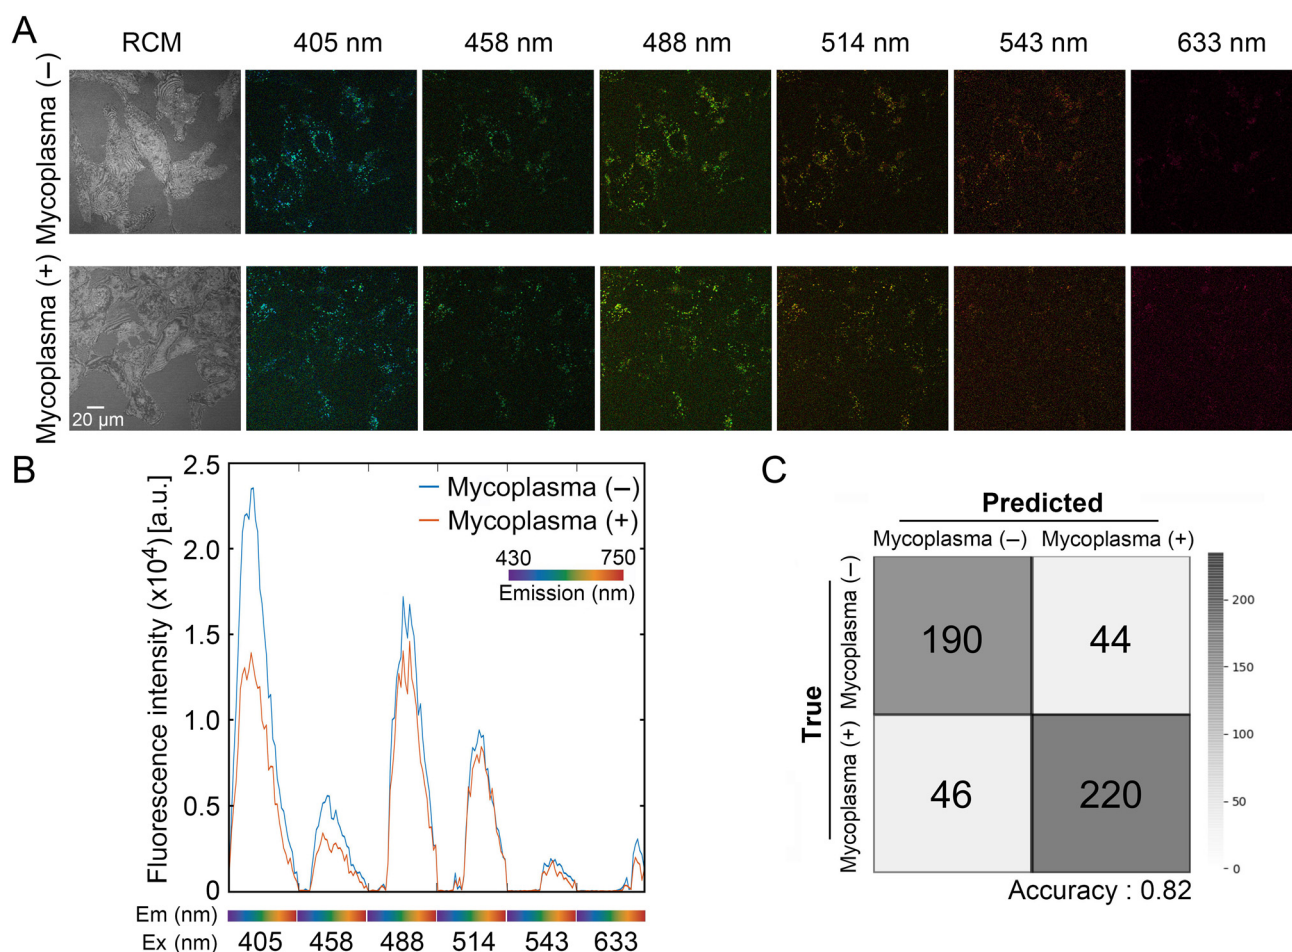 A
RCM 405 nm 458 nm 488 nm 514 nm 543 nm 633 nm
Mycoplasma (–)
Mycoplasma (+)
20 µm
B
Fluorescence intensity (x10⁴) [a.u.]
2.5
2.0
1.5
1.0
0.5
0
Mycoplasma (–)
Mycoplasma (+)
430 750
Emission (nm)
Em (nm)
Ex (nm) 405 458 488 514 543 633
C
Predicted
Mycoplasma (–) Mycoplasma (+)
True
Mycoplasma (–)
Mycoplasma (+)
190 44
46 220
200
150
100
50
0
Accuracy : 0.82